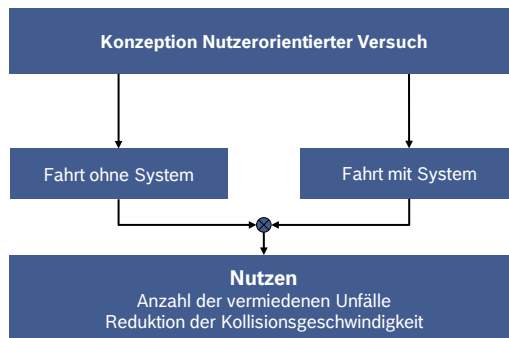 Konzeption Nutzerorientierter Versuch
Fahrt ohne System
Fahrt mit System
Nutzen
Anzahl der vermiedenen Unfälle
Reduktion der Kollisionsgeschwindigkeit